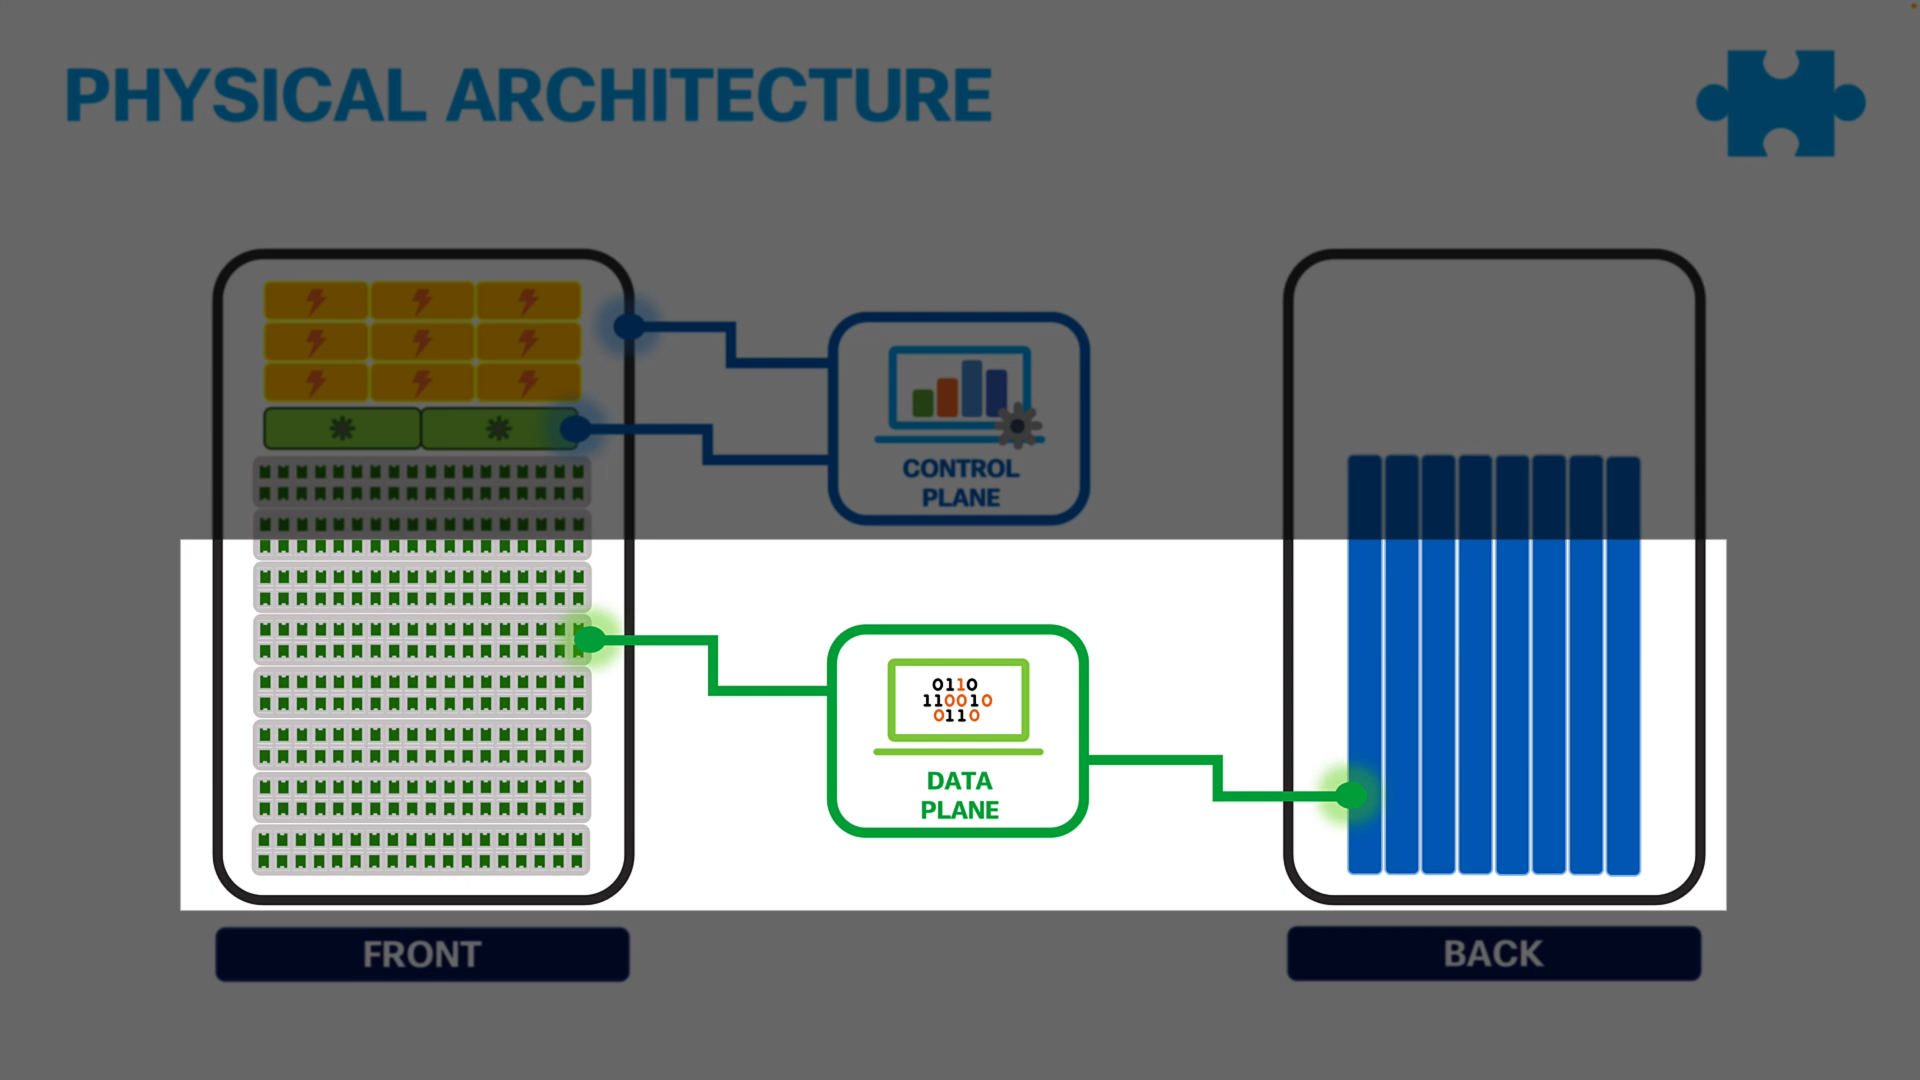 PHYSICAL ARCHITECTURE
CONTROL
PLANE
0110
110010
0110
DATA
PLANE
FRONT
BACK